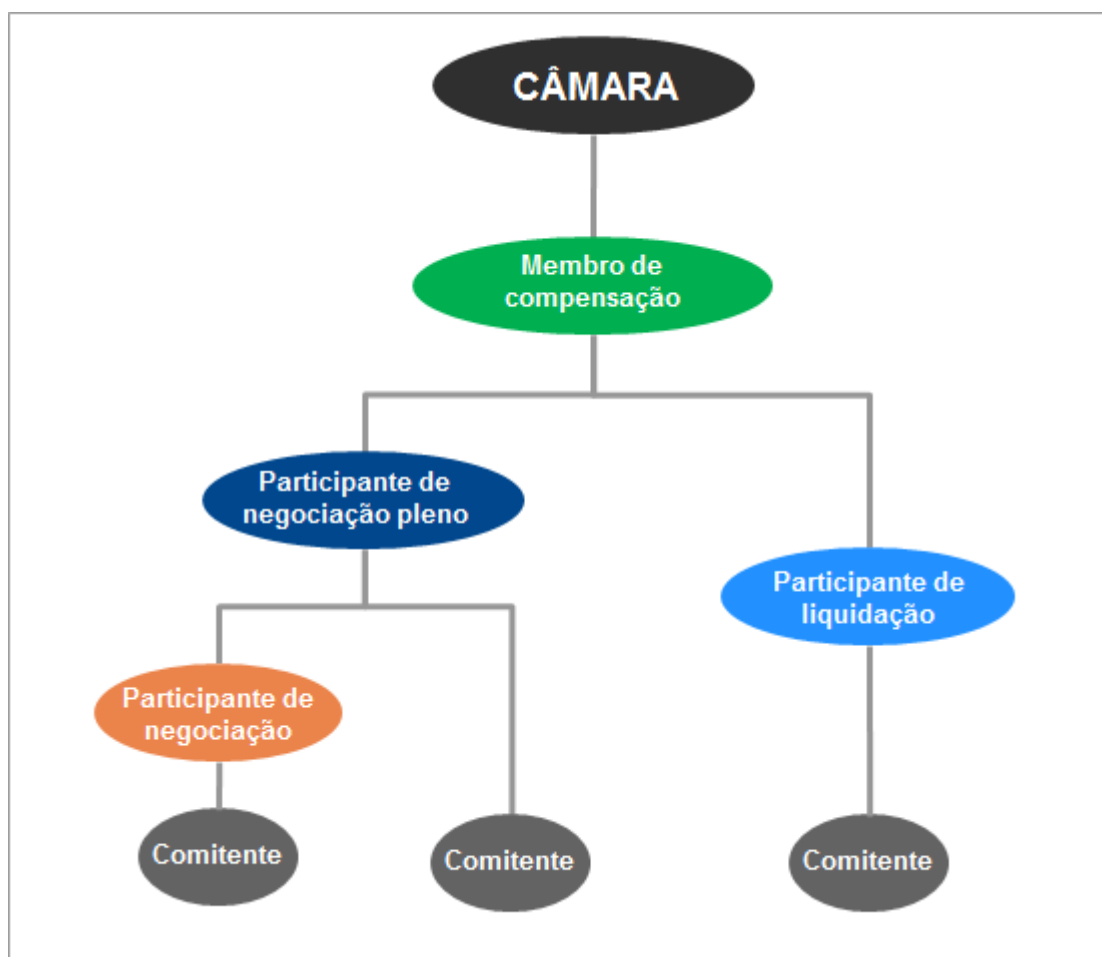 CÂMARA
Membro de
compensação
Participante de
negociação pleno
Participante de
liquidação
Participante de
negociação
Comitente
Comitente
Comitente